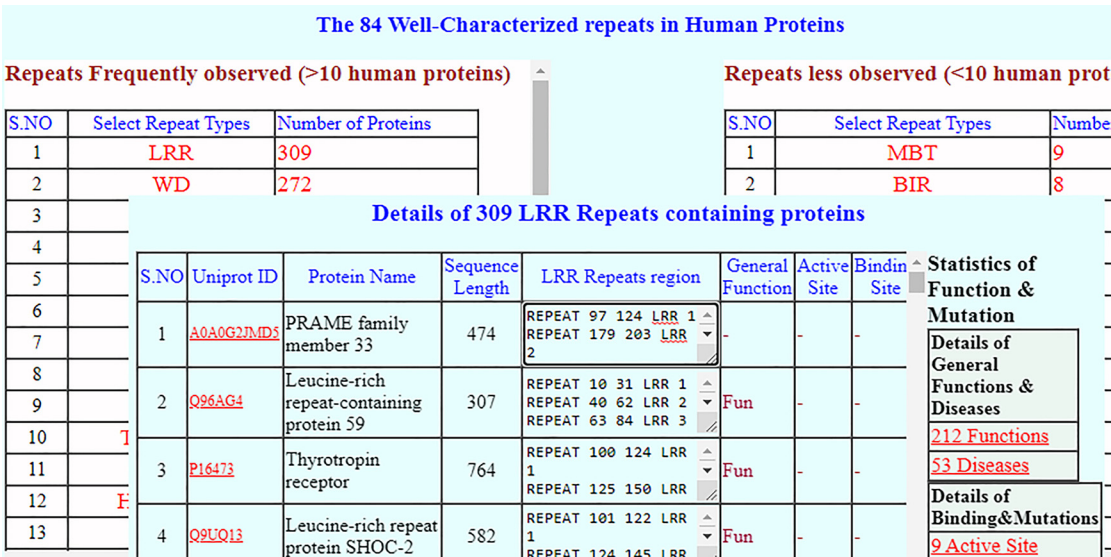 The 84 Well-Characterized repeats in Human Proteins
Repeats Frequently observed (>10 human proteins)
S.NO Select Repeat Types Number of Proteins
1 LRR 309
2 WD 272
3
4
5
6
7
8
9
10 T
11
12 H
13
Repeats less observed (<10 human prot
S.NO Select Repeat Types Numbe
1 MBT 9
2 BIR 8
Details of 309 LRR Repeats containing proteins
S.NO Uniprot ID Protein Name Sequence Length LRR Repeats region General Function Active Site Bindin Site
1 A0A0G2JMD5 PRAME family member 33 474 REPEAT 97 124 LRR 1 REPEAT 179 203 LRR 2 - - -
2 Q96AG4 Leucine-rich repeat-containing protein 59 307 REPEAT 10 31 LRR 1 REPEAT 40 62 LRR 2 REPEAT 63 84 LRR 3 Fun - -
3 P16473 Thyrotropin receptor 764 REPEAT 100 124 LRR 1 REPEAT 125 150 LRR Fun - -
4 Q9UQ13 Leucine-rich repeat protein SHOC-2 582 REPEAT 101 122 LRR 1 REPEAT 124 145 LRR Fun - -
Statistics of
Function &
Mutation
Details of
General
Functions &
Diseases
212 Functions
53 Diseases
Details of
Binding&Mutations
9 Active Site